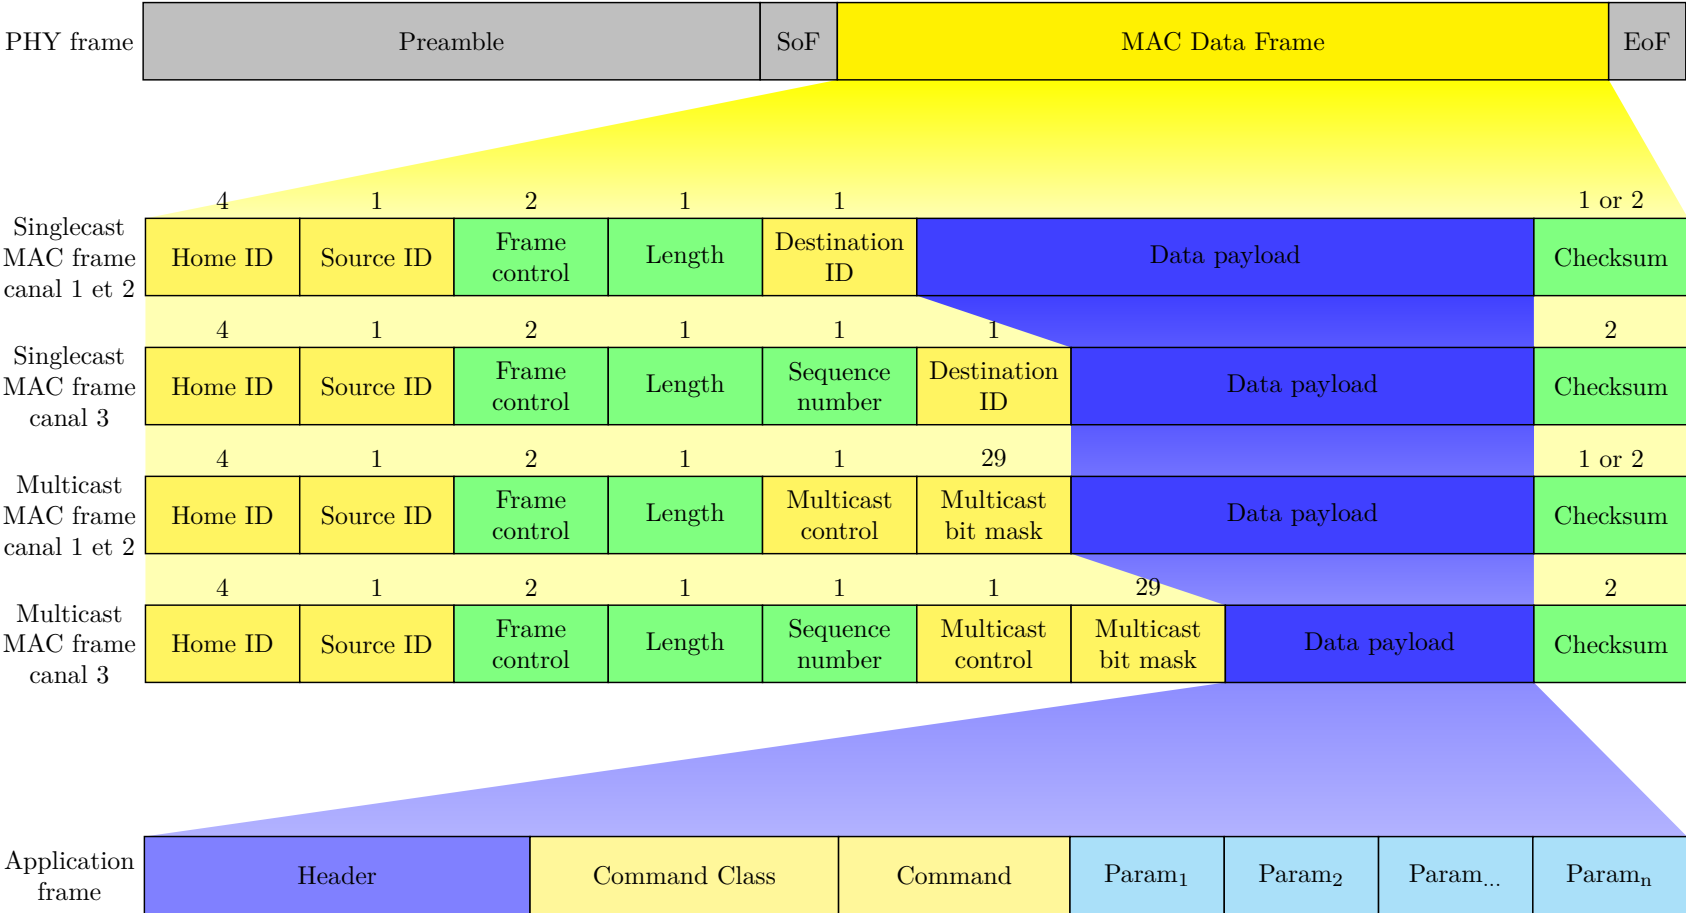 PHY frame Preamble SoF MAC Data Frame EoF
4 1 2 1 1 1 or 2
Singlecast
MAC frame
canal 1 et 2
Home ID Source ID Frame
control Length Destination
ID Data payload Checksum
4 1 2 1 1 1 2
Singlecast
MAC frame
canal 3
Home ID Source ID Frame
control Length Sequence
number Destination
ID Data payload Checksum
4 1 2 1 1 29 1 or 2
Multicast
MAC frame
canal 1 et 2
Home ID Source ID Frame
control Length Multicast
control Multicast
bit mask Data payload Checksum
4 1 2 1 1 1 29 2
Multicast
MAC frame
canal 3
Home ID Source ID Frame
control Length Sequence
number Multicast
control Multicast
bit mask Data payload Checksum
Application
frame
Header Command Class Command Param1 Param2 Param... Paramn